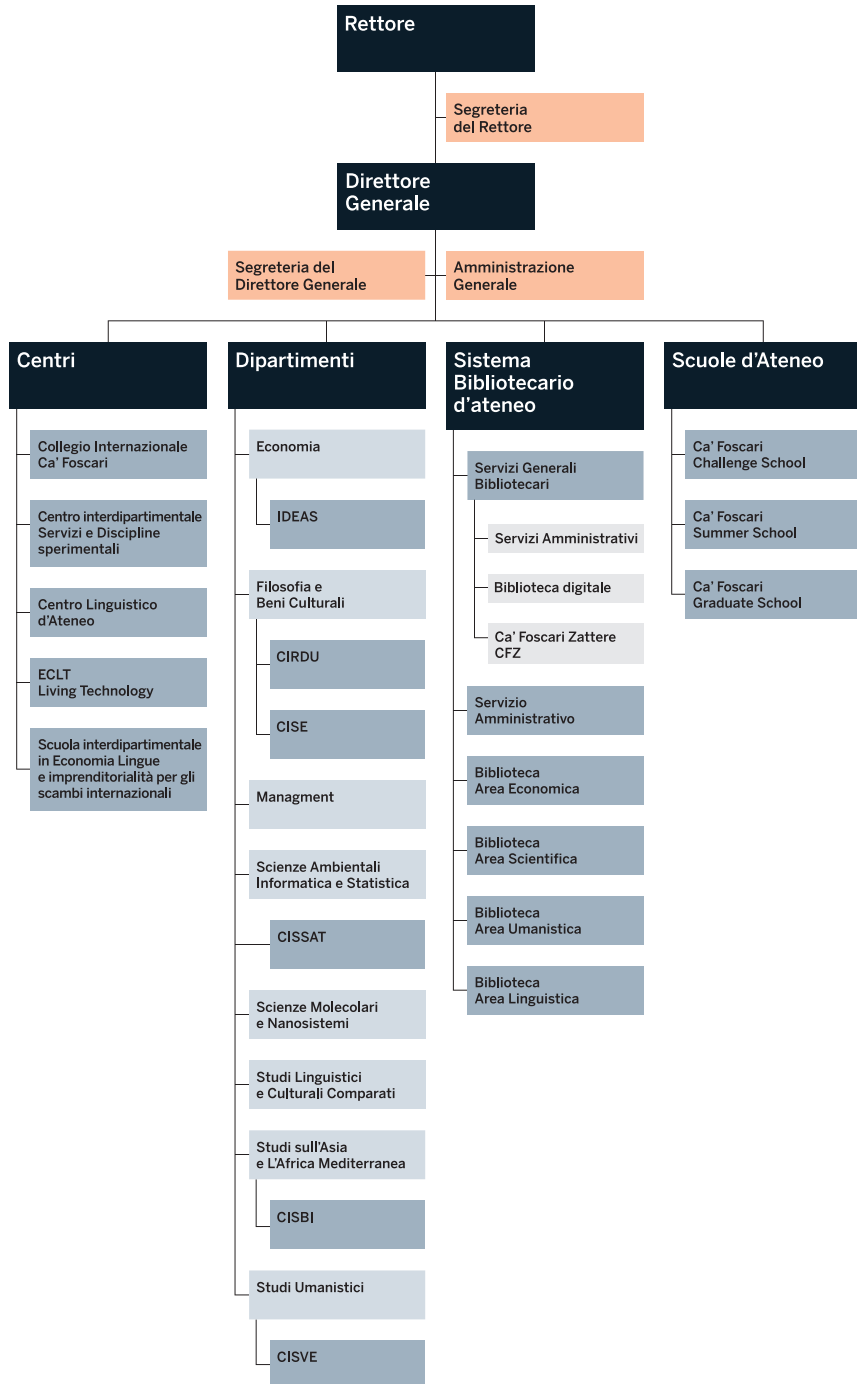 Rettore
Segreteria
del Rettore
Direttore
Generale
Segreteria del
Direttore Generale
Amministrazione
Generale
Centri
Collegio Internazionale
Ca' Foscari
Centro interdipartimentale
Servizi e Discipline
sperimentali
Centro Linguistico
d'Ateneo
ECLT
Living Technology
Scuola interdipartimentale
in Economia Lingue
e imprenditorialità per gli
scambi internazionali
Dipartimenti
Economia
IDEAS
Filosofia e
Beni Culturali
CIRDU
CISE
Managment
Scienze Ambientali
Informatica e Statistica
CISSAT
Scienze Molecolari
e Nanosistemi
Studi Linguistici
e Culturali Comparati
Studi sull'Asia
e L'Africa Mediterranea
CISBI
Studi Umanistici
CISVE
Sistema
Bibliotecario
d'ateneo
Servizi Generali
Bibliotecari
Servizi Amministrativi
Biblioteca digitale
Ca' Foscari Zattere
CFZ
Servizio
Amministrativo
Biblioteca
Area Economica
Biblioteca
Area Scientifica
Biblioteca
Area Umanistica
Biblioteca
Area Linguistica
Scuole d'Ateneo
Ca' Foscari
Challenge School
Ca' Foscari
Summer School
Ca' Foscari
Graduate School